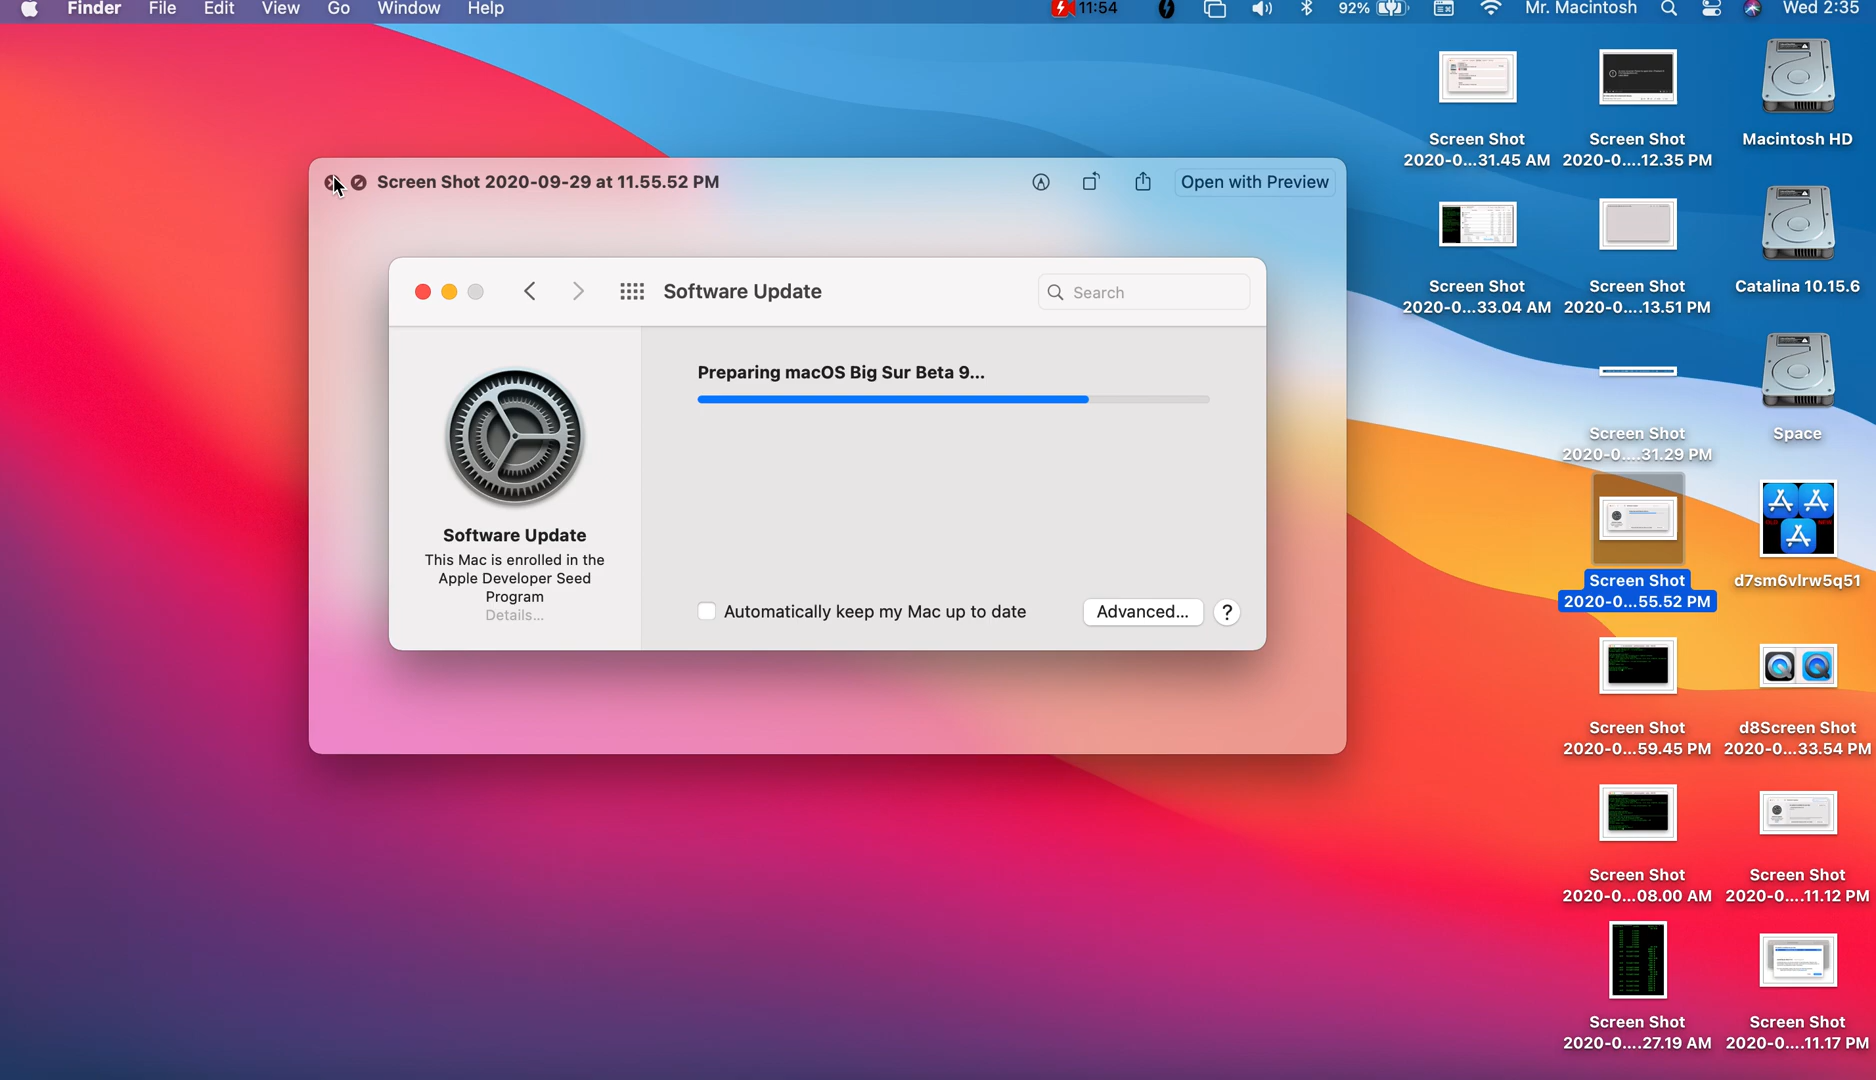 Finder File Edit View Go Window Help 11:54 92% Mr. Macintosh Wed 2:35
Screen Shot 2020-09-29 at 11.55.52 PM Open with Preview
Software Update Search
Preparing macOS Big Sur Beta 9...
Software Update
This Mac is enrolled in the
Apple Developer Seed
Program
Details...
Automatically keep my Mac up to date Advanced... ?
Screen Shot
2020-0...31.45 AM
Screen Shot
2020-0....12.35 PM
Macintosh HD
Screen Shot
2020-0...33.04 AM
Screen Shot
2020-0....13.51 PM
Catalina 10.15.6
Screen Shot
2020-0....31.29 PM
Space
Screen Shot
2020-0...55.52 PM
d7sm6vlrw5q51
Screen Shot
2020-0...59.45 PM
d8Screen Shot
2020-0...33.54 PM
Screen Shot
2020-0...08.00 AM
Screen Shot
2020-0....11.12 PM
Screen Shot
2020-0....27.19 AM
Screen Shot
2020-0....11.17 PM